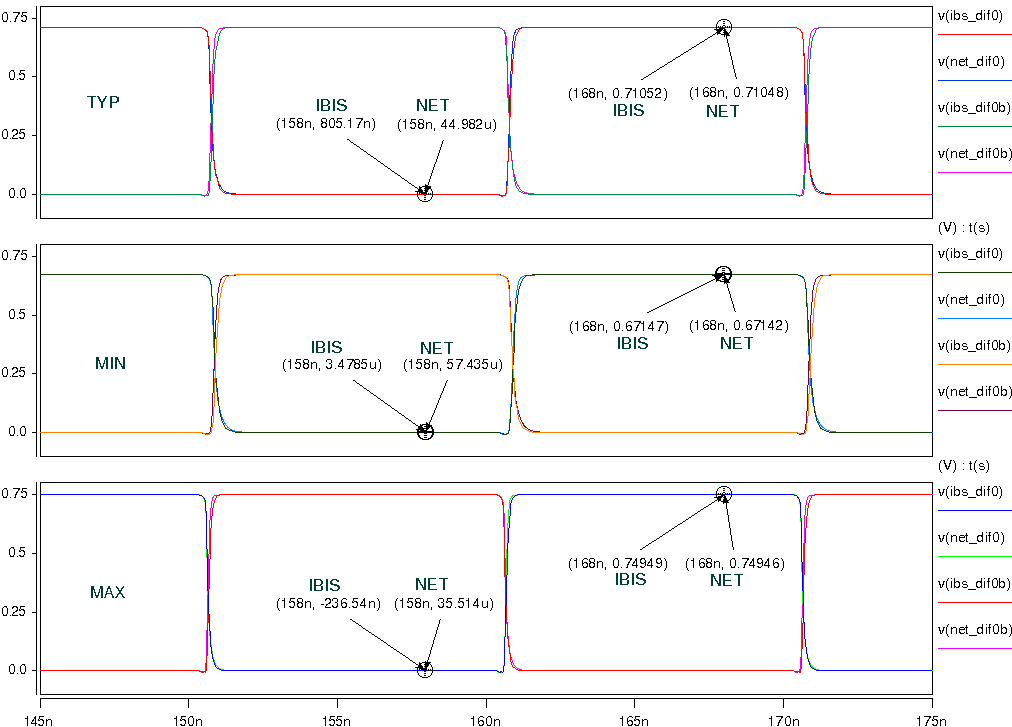 0.75
v(ibs_dif0)
v(net_dif0)
0.5
IBIS
NET
(168n, 0.71052)
(168n, 0.71048)
TYP
IBIS
NET
v(ibs_dif0b)
(158n, 805.17n)
(158n, 44.982u)
0.25
v(net_dif0b)
0.0
(V) : t(s)
0.75
v(ibs_dif0)
v(net_dif0)
0.5
(168n, 0.67147)
(168n, 0.67142)
IBIS
NET
IBIS
NET
v(ibs_dif0b)
MIN
(158n, 3.4785u)
(158n, 57.435u)
0.25
v(net_dif0b)
0.0
(V) : t(s)
0.75
v(ibs_dif0)
v(net_dif0)
0.5
(168n, 0.74949)
(168n, 0.74946)
IBIS
NET
IBIS
NET
v(ibs_dif0b)
MAX
(158n, -236.54n)
(158n, 35.514u)
0.25
v(net_dif0b)
0.0
145n
150n
155n
160n
165n
170n
175n